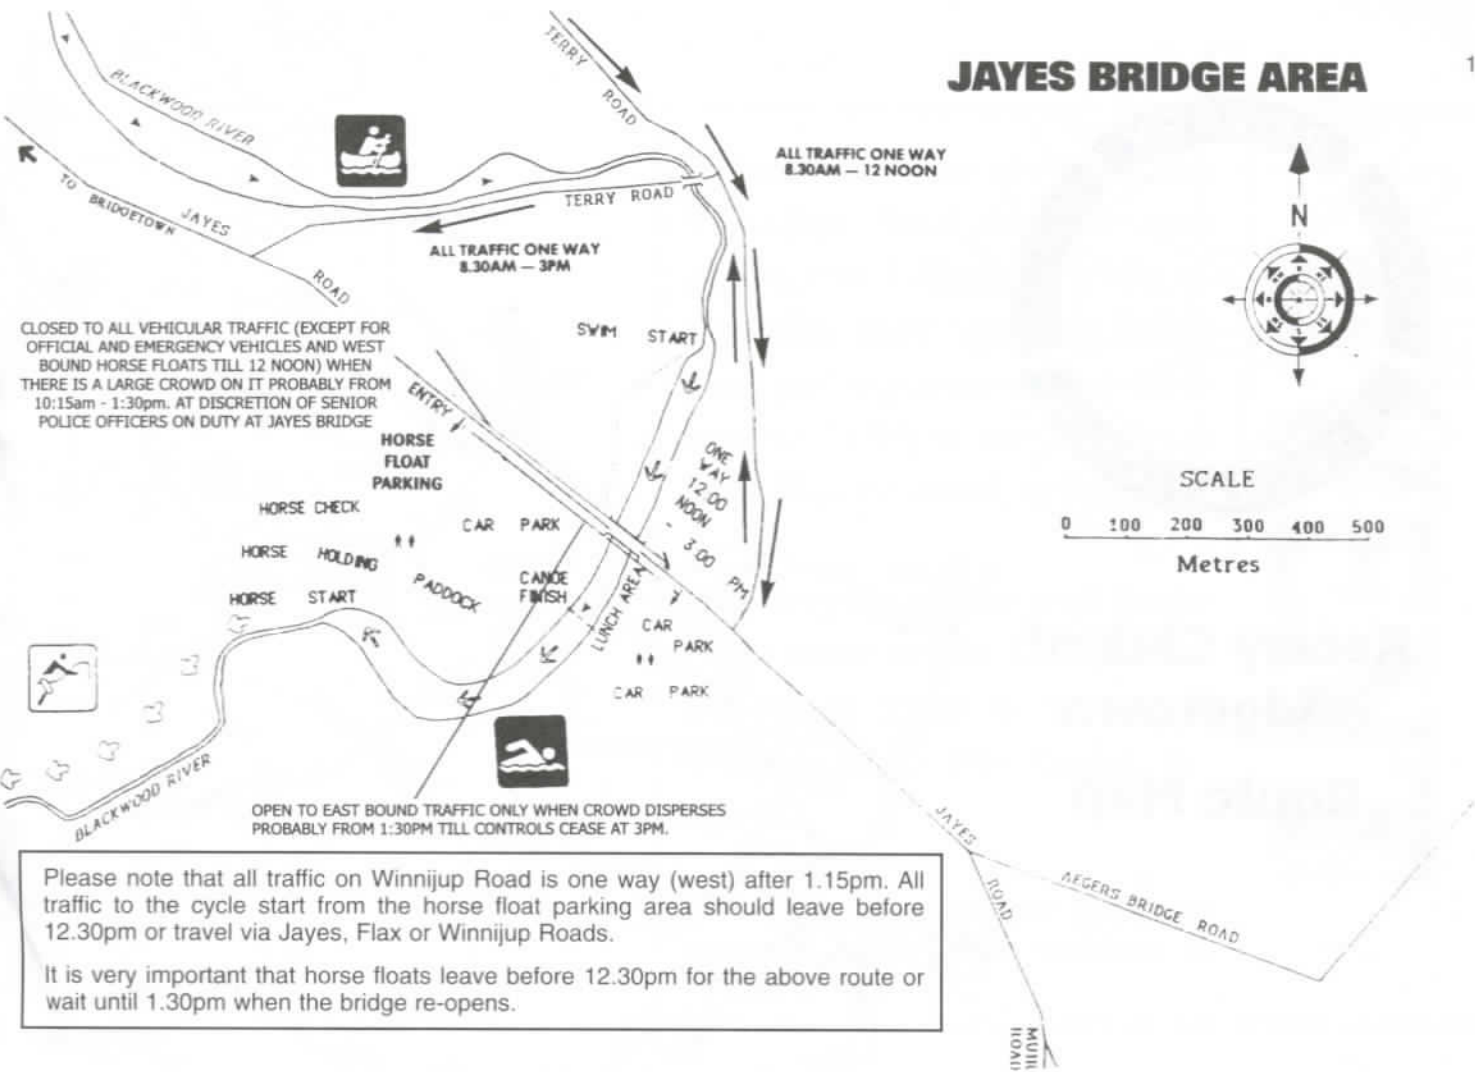 JAYES BRIDGE AREA
1
TERRY
ROAD
BLACKWOOD RIVER
ALL TRAFFIC ONE WAY
8.30AM — 12 NOON
TERRY ROAD
TO
BRIDGETOWN
JAYES
ROAD
ALL TRAFFIC ONE WAY
8.30AM — 3PM
N
CLOSED TO ALL VEHICULAR TRAFFIC (EXCEPT FOR
OFFICIAL AND EMERGENCY VEHICLES AND WEST
BOUND HORSE FLOATS TILL 12 NOON) WHEN
THERE IS A LARGE CROWD ON IT PROBABLY FROM
10:15am - 1:30pm. AT DISCRETION OF SENIOR
POLICE OFFICERS ON DUTY AT JAYES BRIDGE
SWIM START
ENTRY
HORSE
FLOAT
PARKING
ONE
WAY
12.00
NOON
- 3.00 PM
SCALE
0 100 200 300 400 500
Metres
HORSE CHECK
CAR PARK
HORSE HOLDING PADDOCK
CANOE
FINISH
HORSE START
LUNCH AREA
CAR
PARK
CAR PARK
BLACKWOOD RIVER
OPEN TO EAST BOUND TRAFFIC ONLY WHEN CROWD DISPERSES
PROBABLY FROM 1:30PM TILL CONTROLS CEASE AT 3PM.
JAYES
ROAD
AEGERS BRIDGE ROAD
Please note that all traffic on Winnijup Road is one way (west) after 1.15pm. All
traffic to the cycle start from the horse float parking area should leave before
12.30pm or travel via Jayes, Flax or Winnijup Roads.
It is very important that horse floats leave before 12.30pm for the above route or
wait until 1.30pm when the bridge re-opens.
ROAD